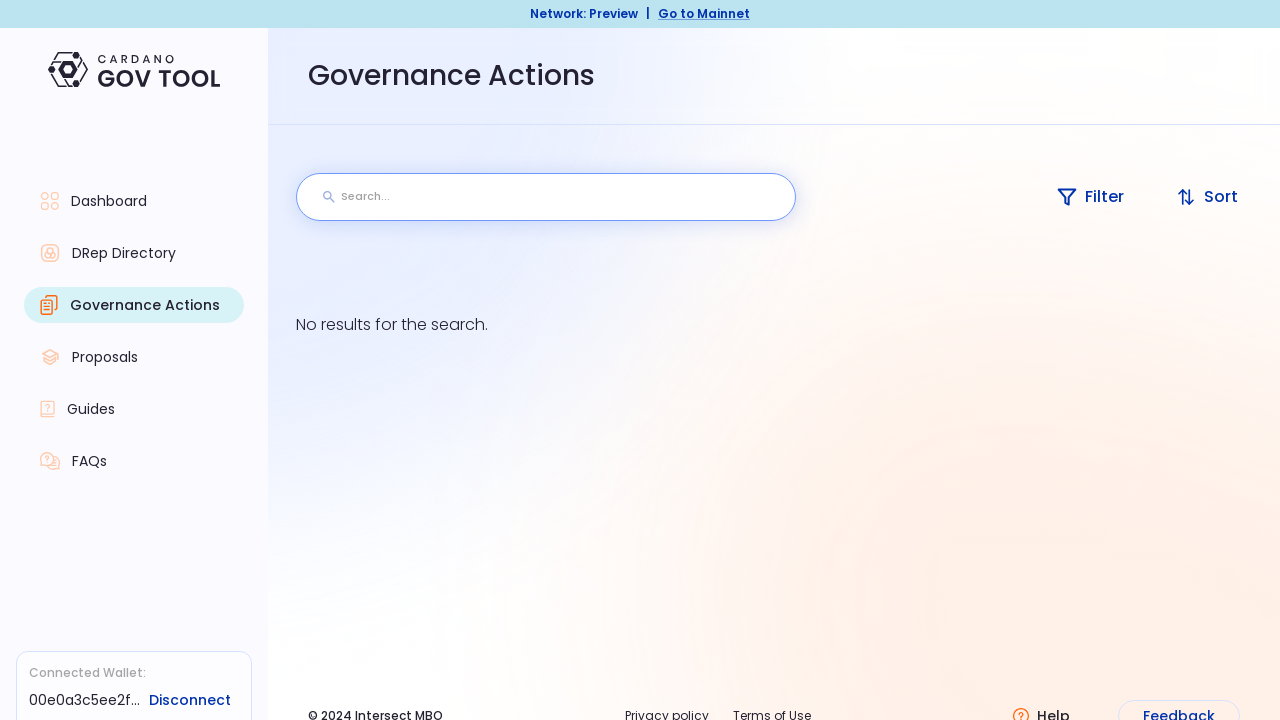 Network: Preview | Go to Mainnet
CARDANO
GOV TOOL
Governance Actions
Search...
Filter
Sort
Dashboard
DRep Directory
Governance Actions
Proposals
Guides
FAQs
No results for the search.
Connected Wallet:
00e0a3c5ee2f... Disconnect
© 2024 Intersect MBO
Privacy policy
Terms of Use
Help
Feedback